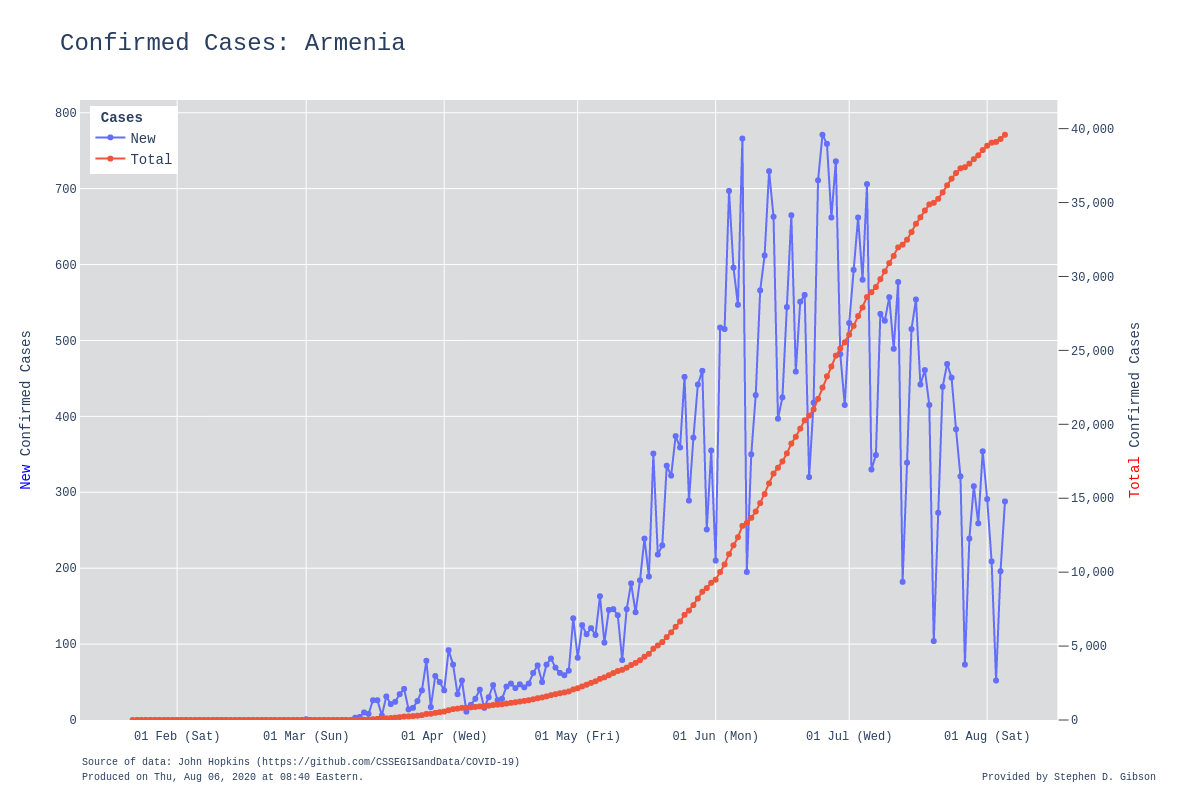 Confirmed Cases: Armenia
Cases
New
Total
800
700
600
500
400
300
200
100
0
New Confirmed Cases
40,000
35,000
30,000
25,000
20,000
15,000
10,000
5,000
0
Total Confirmed Cases
01 Feb (Sat) 01 Mar (Sun) 01 Apr (Wed) 01 May (Fri) 01 Jun (Mon) 01 Jul (Wed) 01 Aug (Sat)
Source of data: John Hopkins (https://github.com/CSSEGISandData/COVID-19)
Produced on Thu, Aug 06, 2020 at 08:40 Eastern.
Provided by Stephen D. Gibson